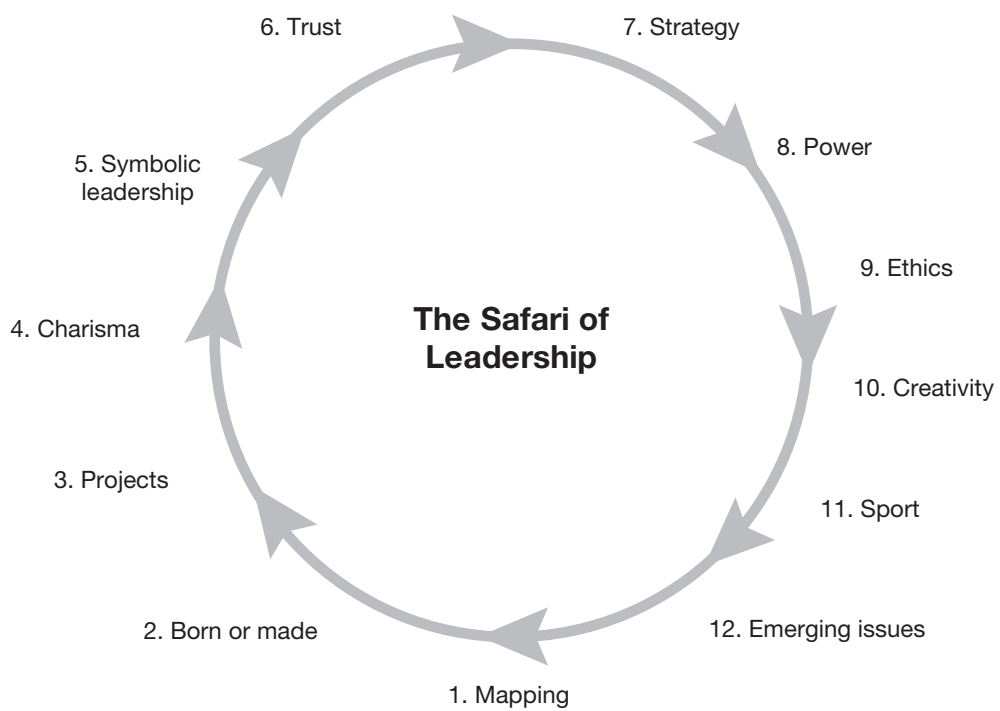 6. Trust
7. Strategy
5. Symbolic
leadership
8. Power
9. Ethics
4. Charisma
The Safari of
Leadership
10. Creativity
3. Projects
11. Sport
2. Born or made
12. Emerging issues
1. Mapping